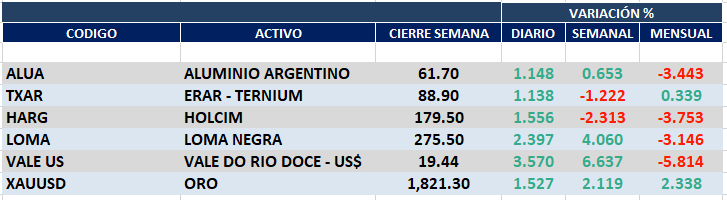 VARIACIÓN %
CODIGO ACTIVO CIERRE SEMANA DIARIO SEMANAL MENSUAL
ALUA ALUMINIO ARGENTINO 61.70 1.148 0.653 -3.443
TXAR ERAR - TERNIUM 88.90 1.138 -1.222 0.339
HARG HOLCIM 179.50 1.556 -2.313 -3.753
LOMA LOMA NEGRA 275.50 2.397 4.060 -3.146
VALE US VALE DO RIO DOCE - US$ 19.44 3.570 6.637 -5.814
XAUUSD ORO 1,821.30 1.527 2.119 2.338